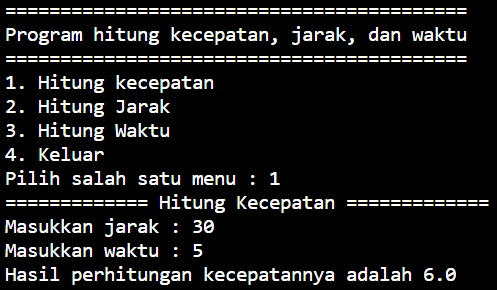 ==========================================
Program hitung kecepatan, jarak, dan waktu
==========================================
1. Hitung kecepatan
2. Hitung Jarak
3. Hitung Waktu
4. Keluar
Pilih salah satu menu : 1
============= Hitung Kecepatan =============
Masukkan jarak : 30
Masukkan waktu : 5
Hasil perhitungan kecepatannya adalah 6.0